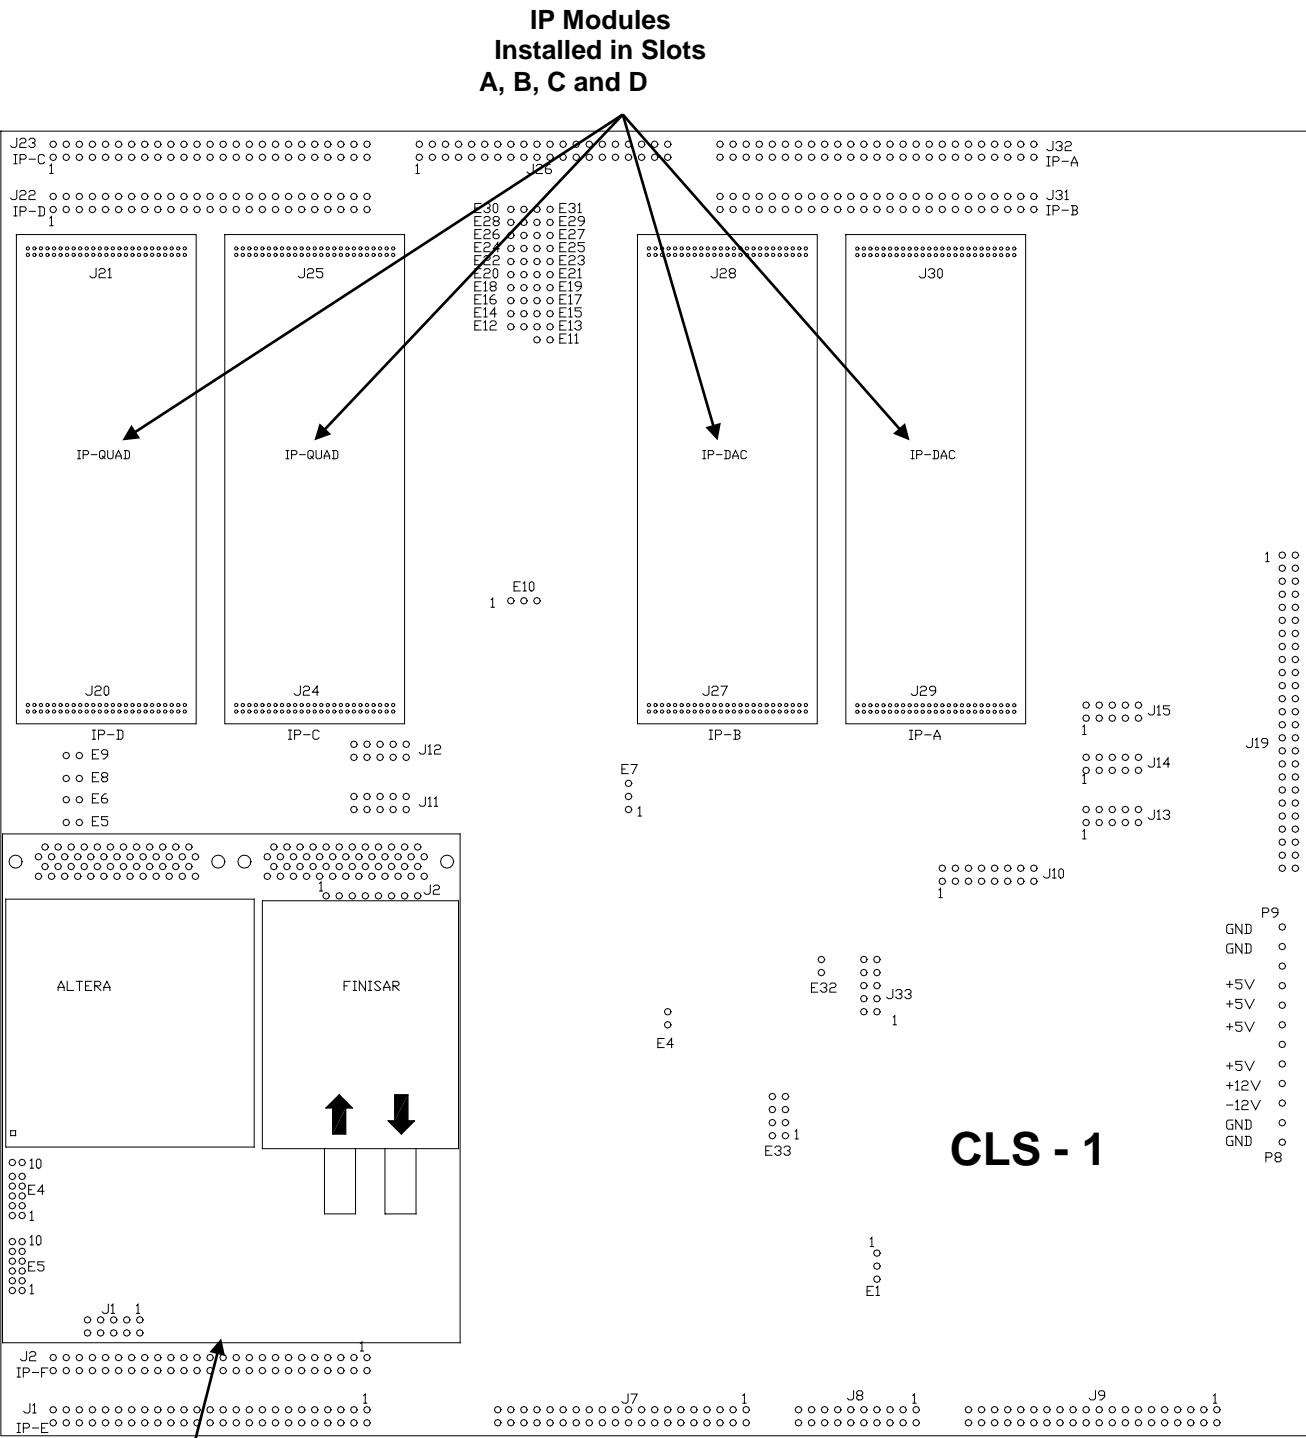 IP Modules
Installed in Slots
A, B, C and D
J23
IP-C
1
J26
1
J32
IP-A
J22
IP-D
1
J31
IP-B
E30 E31
E28 E29
E26 E27
E24 E25
E22 E23
E20 E21
E18 E19
E16 E17
E14 E15
E12 E13
E11
J21
J25
J28
J30
IP-QUAD
IP-QUAD
IP-DAC
IP-DAC
E10
1
1
J19
J20
J24
J27
J29
IP-D
IP-C
IP-B
IP-A
E9
E8
E6
E5
J12
J11
E7
1
J15
1
J14
1
J13
1
J10
1
1
J2
ALTERA
FINISAR
E32
J33
1
E4
E33
1
P9
GND
GND
+5V
+5V
+5V
+5V
+12V
-12V
GND
GND
P8
CLS - 1
10
E4
1
10
E5
1
J1 1
1
E1
J2
IP-F
1
J1
IP-E
1
J7 1
J8 1
J9 1